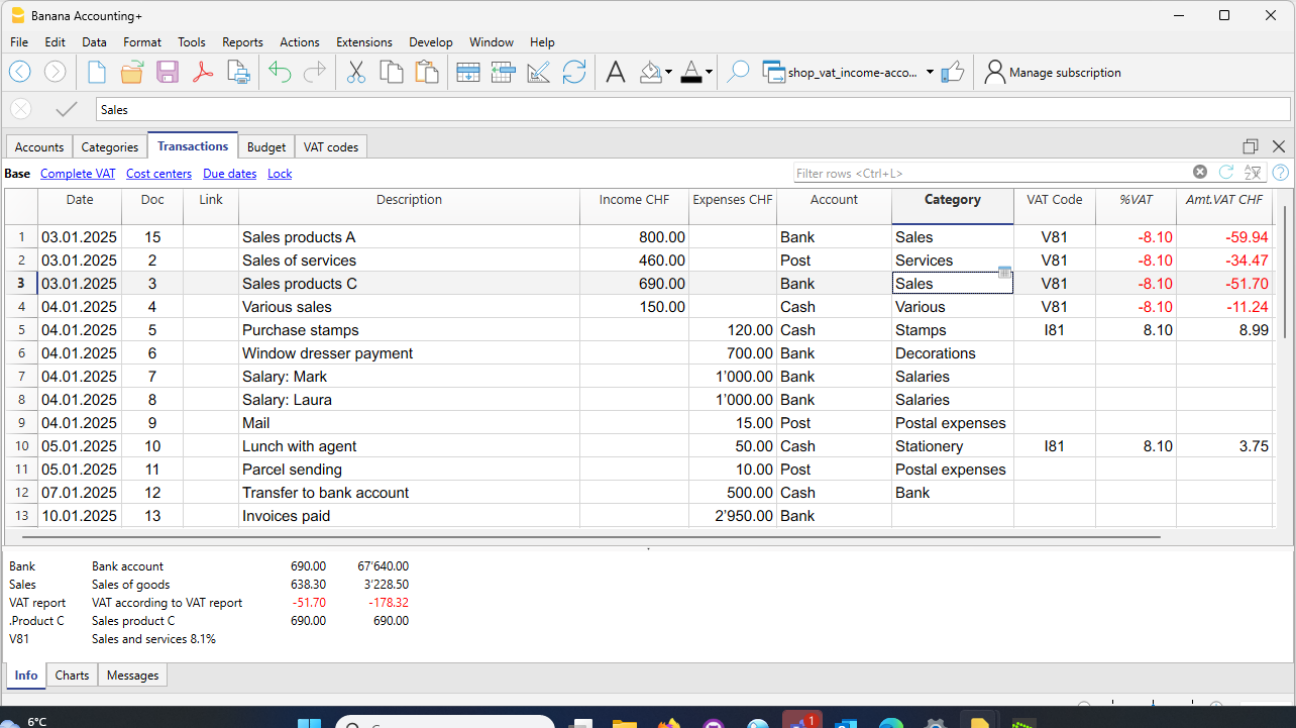 Banana Accounting+
File Edit Data Format Tools Reports Actions Extensions Develop Window Help
shop_vat_income-acco... Manage subscription
Sales
Accounts Categories Transactions Budget VAT codes
Base Complete VAT Cost centers Due dates Lock Filter rows <Ctrl+L>
Date Doc Link Description Income CHF Expenses CHF Account Category VAT Code %VAT Amt.VAT CHF
1 03.01.2025 15 Sales products A 800.00 Bank Sales V81 -8.10 -59.94
2 03.01.2025 2 Sales of services 460.00 Post Services V81 -8.10 -34.47
3 03.01.2025 3 Sales products C 690.00 Bank Sales V81 -8.10 -51.70
4 03.01.2025 4 Various sales 150.00 Cash Various V81 -8.10 -11.24
5 04.01.2025 5 Purchase stamps 120.00 Cash Stamps I81 8.10 8.99
6 04.01.2025 6 Window dresser payment 700.00 Bank Decorations
7 04.01.2025 7 Salary: Mark 1'000.00 Bank Salaries
8 04.01.2025 8 Salary: Laura 1'000.00 Bank Salaries
9 04.01.2025 9 Mail 15.00 Post Postal expenses
10 05.01.2025 10 Lunch with agent 50.00 Cash Stationery I81 8.10 3.75
11 05.01.2025 11 Parcel sending 10.00 Post Postal expenses
12 07.01.2025 12 Transfer to bank account 500.00 Cash Bank
13 10.01.2025 13 Invoices paid 2'950.00 Bank
Bank Bank account 690.00 67'640.00
Sales Sales of goods 638.30 3'228.50
VAT report VAT according to VAT report -51.70 -178.32
.Product C Sales product C 690.00 690.00
V81 Sales and services 8.1%
Info Charts Messages
6°C 1